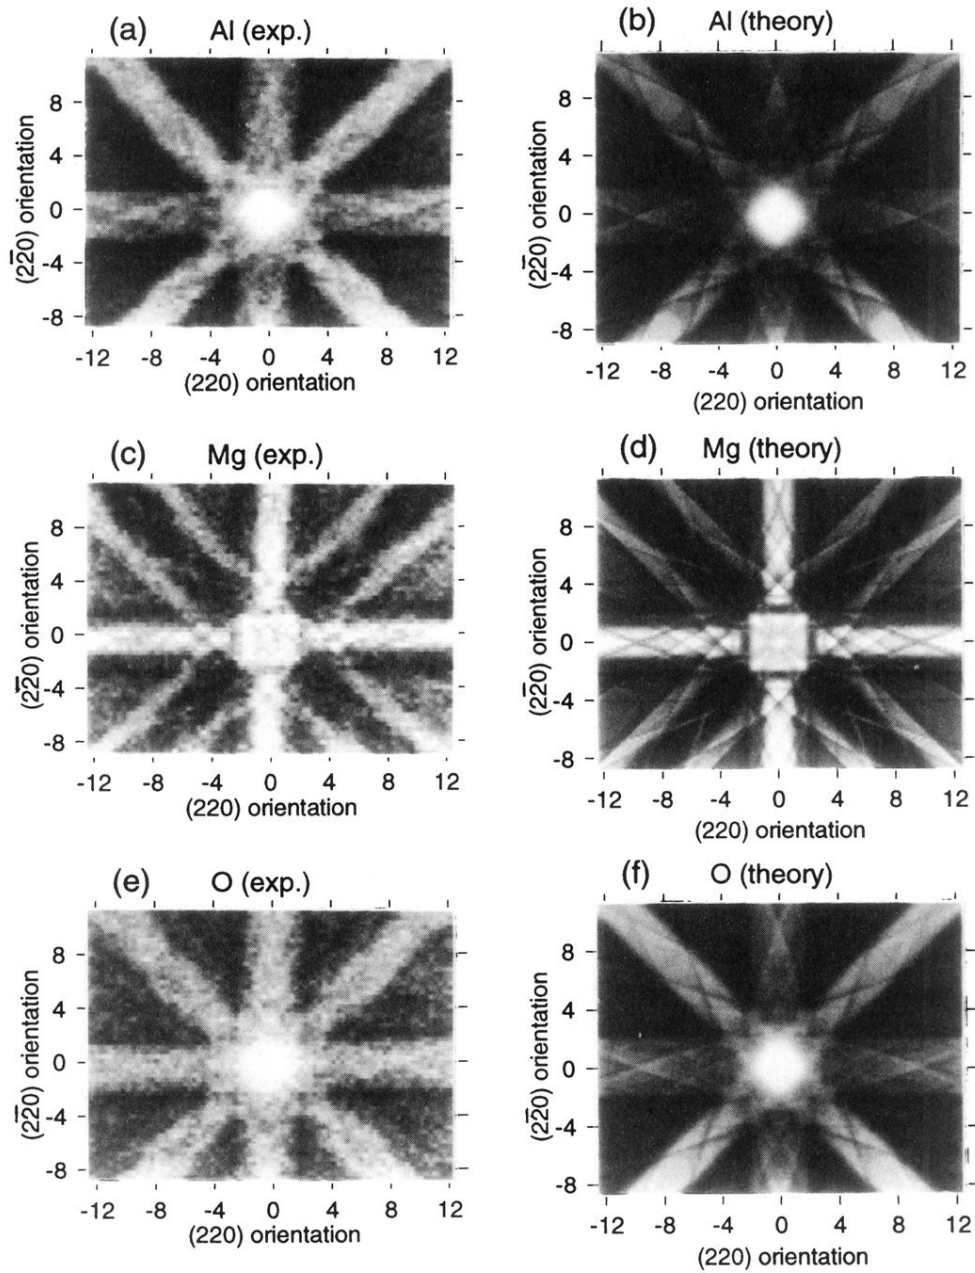 (a) Al (exp.)
(22̅0) orientation
8
4
0
-4
-8
-12 -8 -4 0 4 8 12
(220) orientation
(b) Al (theory)
(22̅0) orientation
8
4
0
-4
-8
-12 -8 -4 0 4 8 12
(220) orientation
(c) Mg (exp.)
(2̅2̅0) orientation
8
4
0
-4
-8
-12 -8 -4 0 4 8 12
(220) orientation
(d) Mg (theory)
(22̅0) orientation
8
4
0
-4
-8
-12 -8 -4 0 4 8 12
(220) orientation
(e) O (exp.)
(22̅0) orientation
8
4
0
-4
-8
-12 -8 -4 0 4 8 12
(220) orientation
(f) O (theory)
(22̅0) orientation
8
4
0
-4
-8
-12 -8 -4 0 4 8 12
(220) orientation